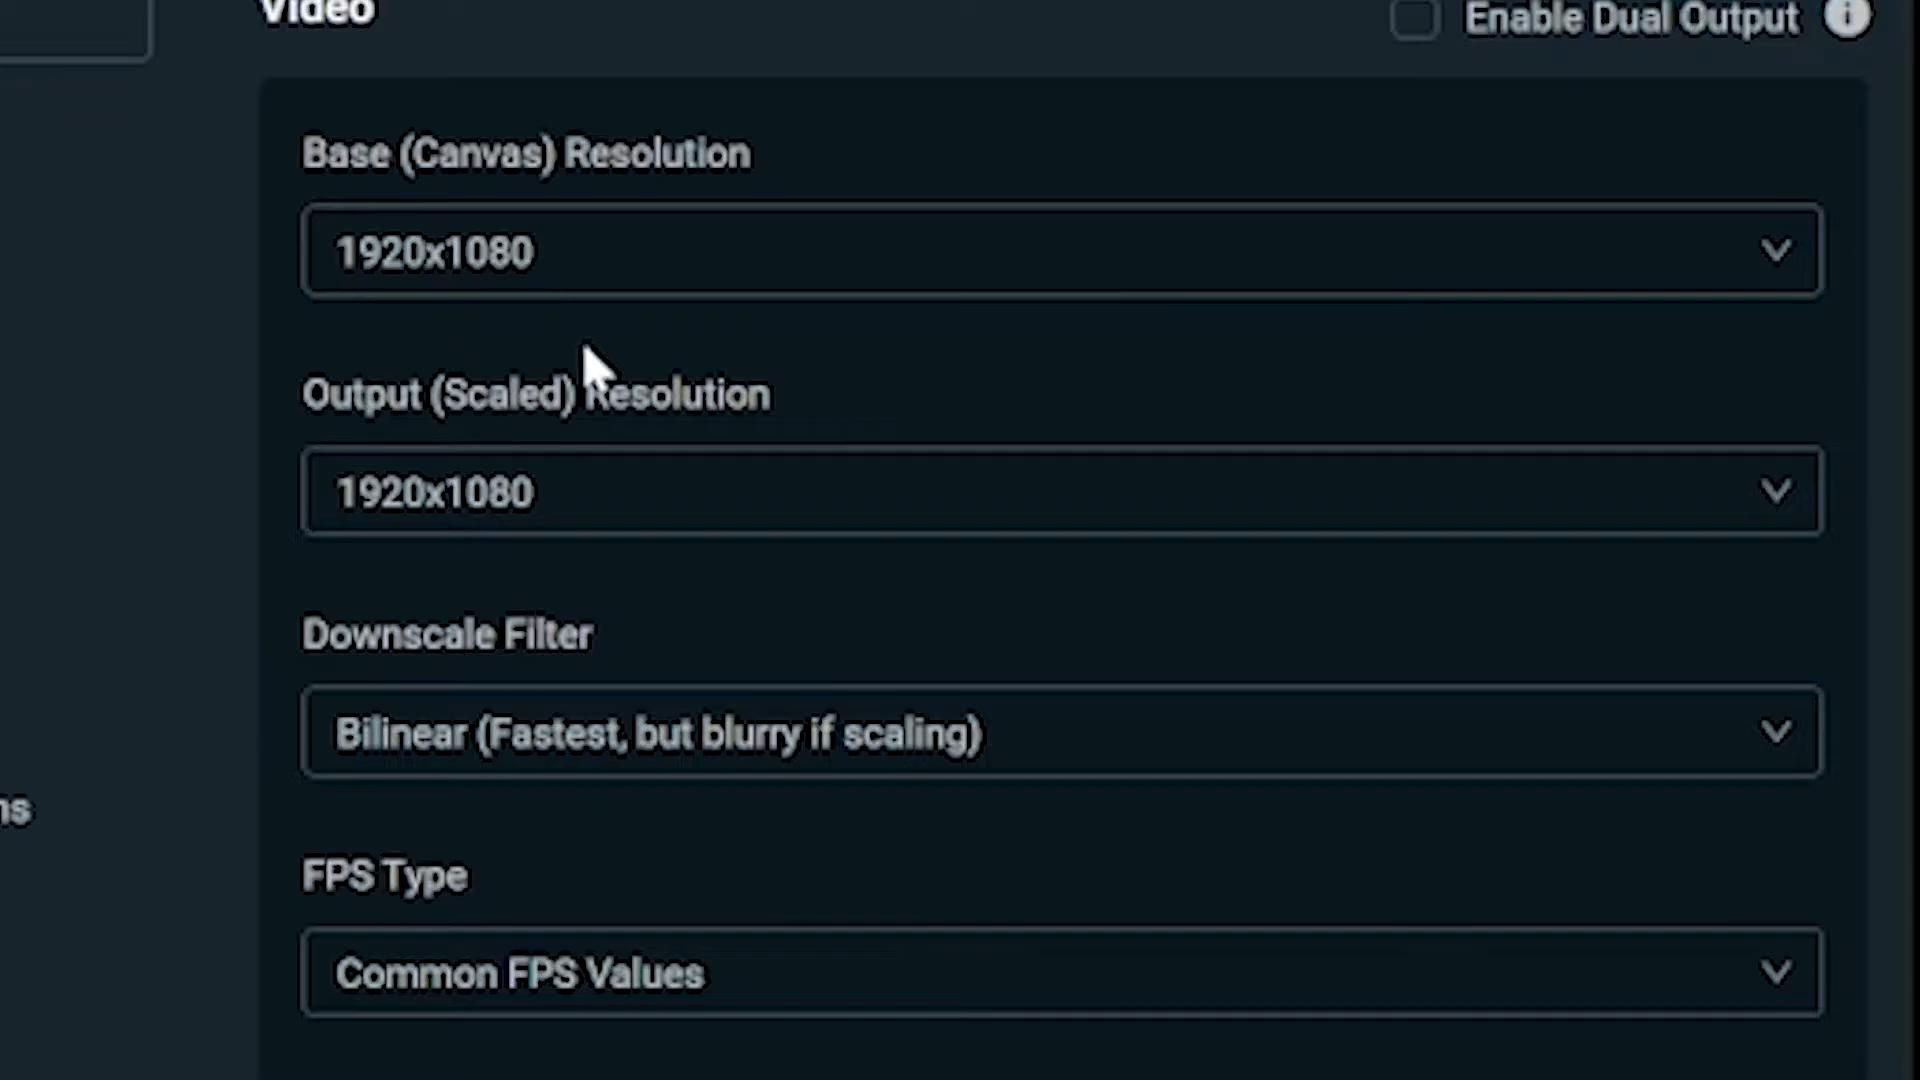 Video
Enable Dual Output
Base (Canvas) Resolution
1920x1080
Output (Scaled) Resolution
1920x1080
Downscale Filter
Bilinear (Fastest, but blurry if scaling)
ns
FPS Type
Common FPS Values